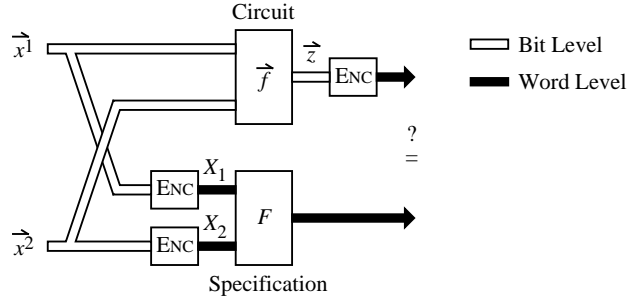 Circuit
x⃗1
f⃗
z⃗
ENC
Bit Level
Word Level
?
=
ENC
X1
F
x⃗2
ENC
X2
Specification